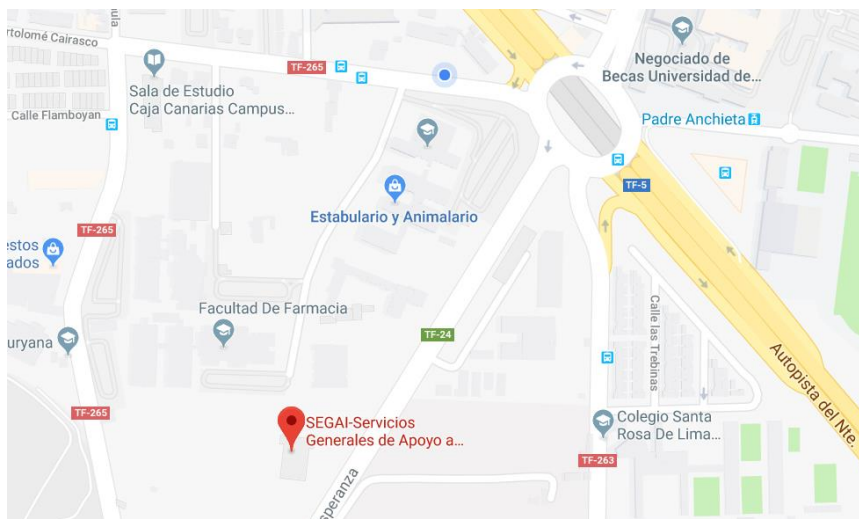 rtolomé Cairasco
Sala de Estudio
Caja Canarias Campus...
Calle Flamboyan
TF-265
Negociado de
Becas Universidad de...
Padre Anchieta
TF-5
Estabulario y Animalario
TF-265
estos
ados
Facultad De Farmacia
TF-24
uryana
Calle las Trebinas
Autopista del Nte.
TF-265
SEGAI-Servicios
Generales de Apoyo a...
Colegio Santa
Rosa De Lima...
TF-263
speranza